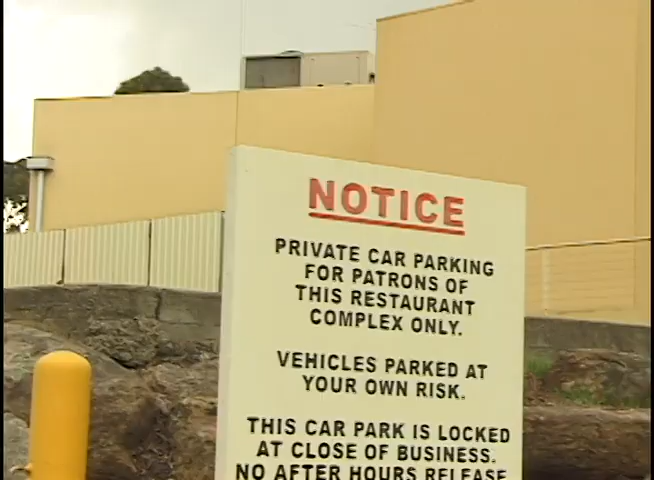 NOTICE
PRIVATE CAR PARKING
FOR PATRONS OF
THIS RESTAURANT
COMPLEX ONLY.
VEHICLES PARKED AT
YOUR OWN RISK.
THIS CAR PARK IS LOCKED
AT CLOSE OF BUSINESS.
NO AFTER HOURS RELEASE